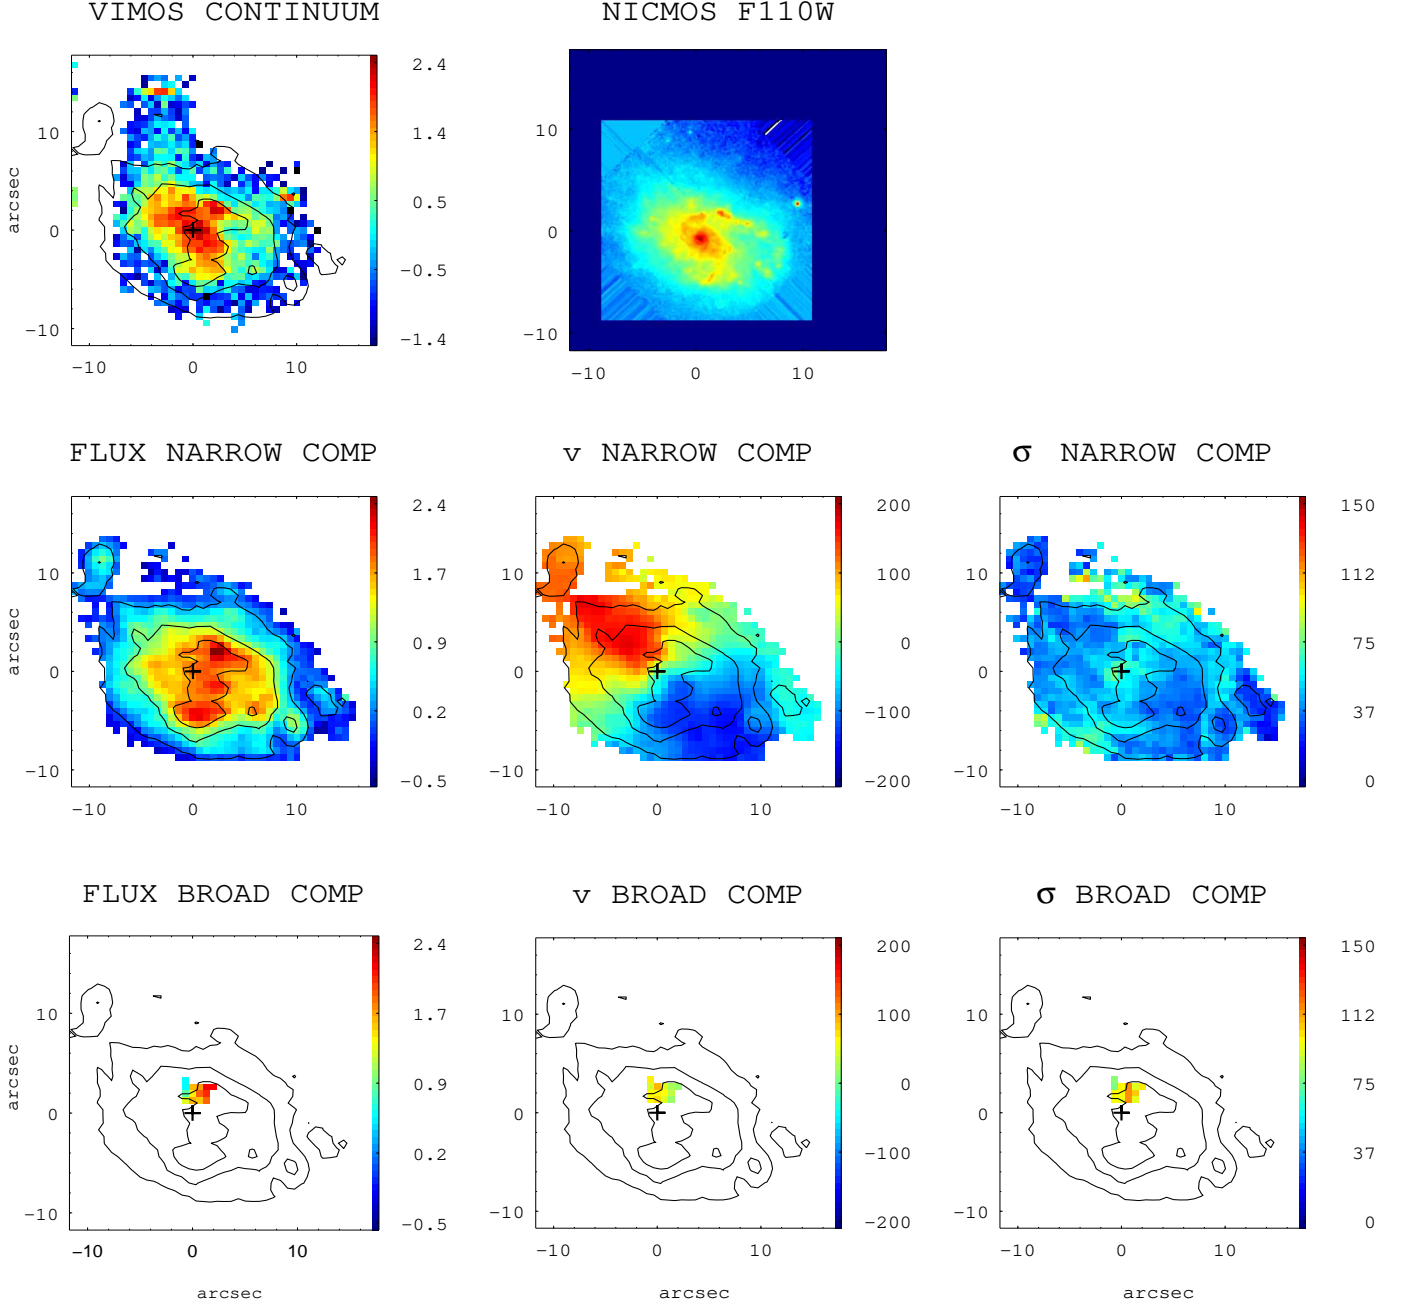 VIMOS CONTINUUM
NICMOS F110W
arcsec
10
0
−10
−10 0 10
2.4
1.4
0.5
−0.5
−1.4
10
0
−10
−10 0 10
FLUX NARROW COMP
v NARROW COMP
σ NARROW COMP
arcsec
10
0
−10
−10 0 10
2.4
1.7
0.9
0.2
−0.5
10
0
−10
−10 0 10
200
100
0
−100
−200
10
0
−10
−10 0 10
150
112
75
37
0
FLUX BROAD COMP
v BROAD COMP
σ BROAD COMP
arcsec
10
0
−10
−10 0 10
arcsec
2.4
1.7
0.9
0.2
−0.5
10
0
−10
−10 0 10
arcsec
200
100
0
−100
−200
10
0
−10
−10 0 10
arcsec
150
112
75
37
0